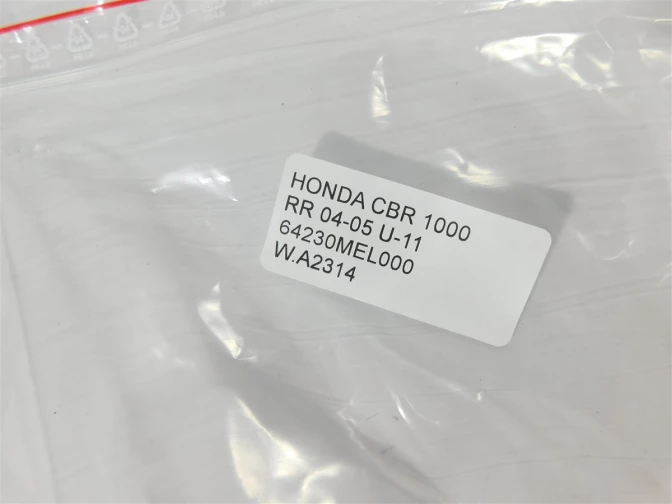 HONDA CBR 1000
RR 04-05 U-11
64230MEL000
W.A2314